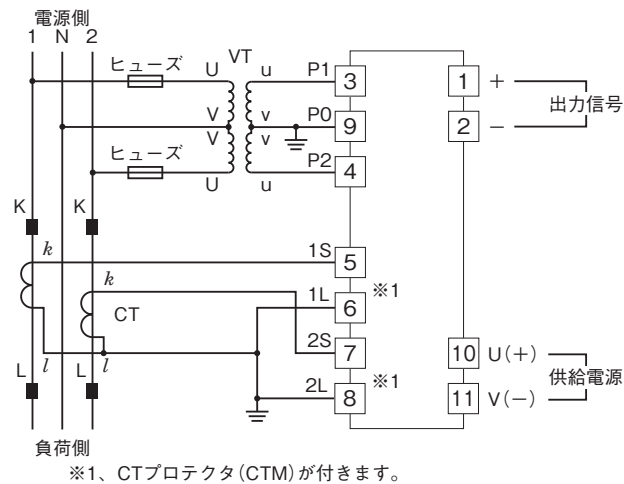 電源側
1 N 2
ヒューズ U VT u P1 3 1 +
出力信号
V v P0 9 2 −
V v
ヒューズ U u P2 4
K K
k 1S 5
k 1L 6 ※1
CT
2S 7 10 U(+)
供給電源
L l L l 2L 8 ※1 11 V(−)
負荷側
※1、CTプロテクタ(CTM)が付きます。